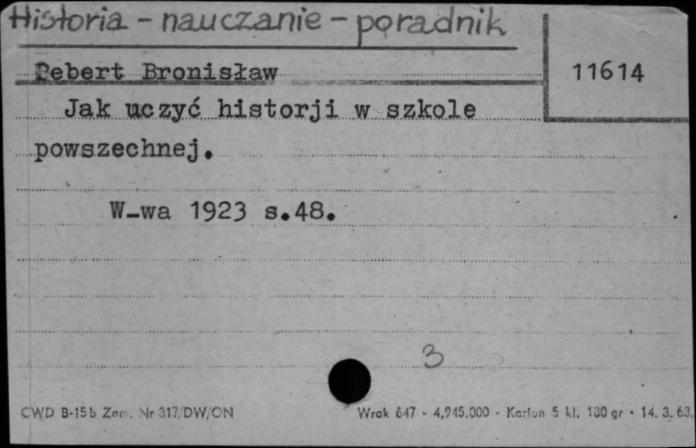 Historia - nauczanie - poradnik
Pebert Bronisław
11614
Jak uczyć historji w szkole
powszechnej.
W-wa 1923 s.48.
3
CWD B-15b Zam. Nr 317/DW/ON
Wrok 647 - 4,945.000 - Karton 5 kl. 180 gr - 14. 3. 63.